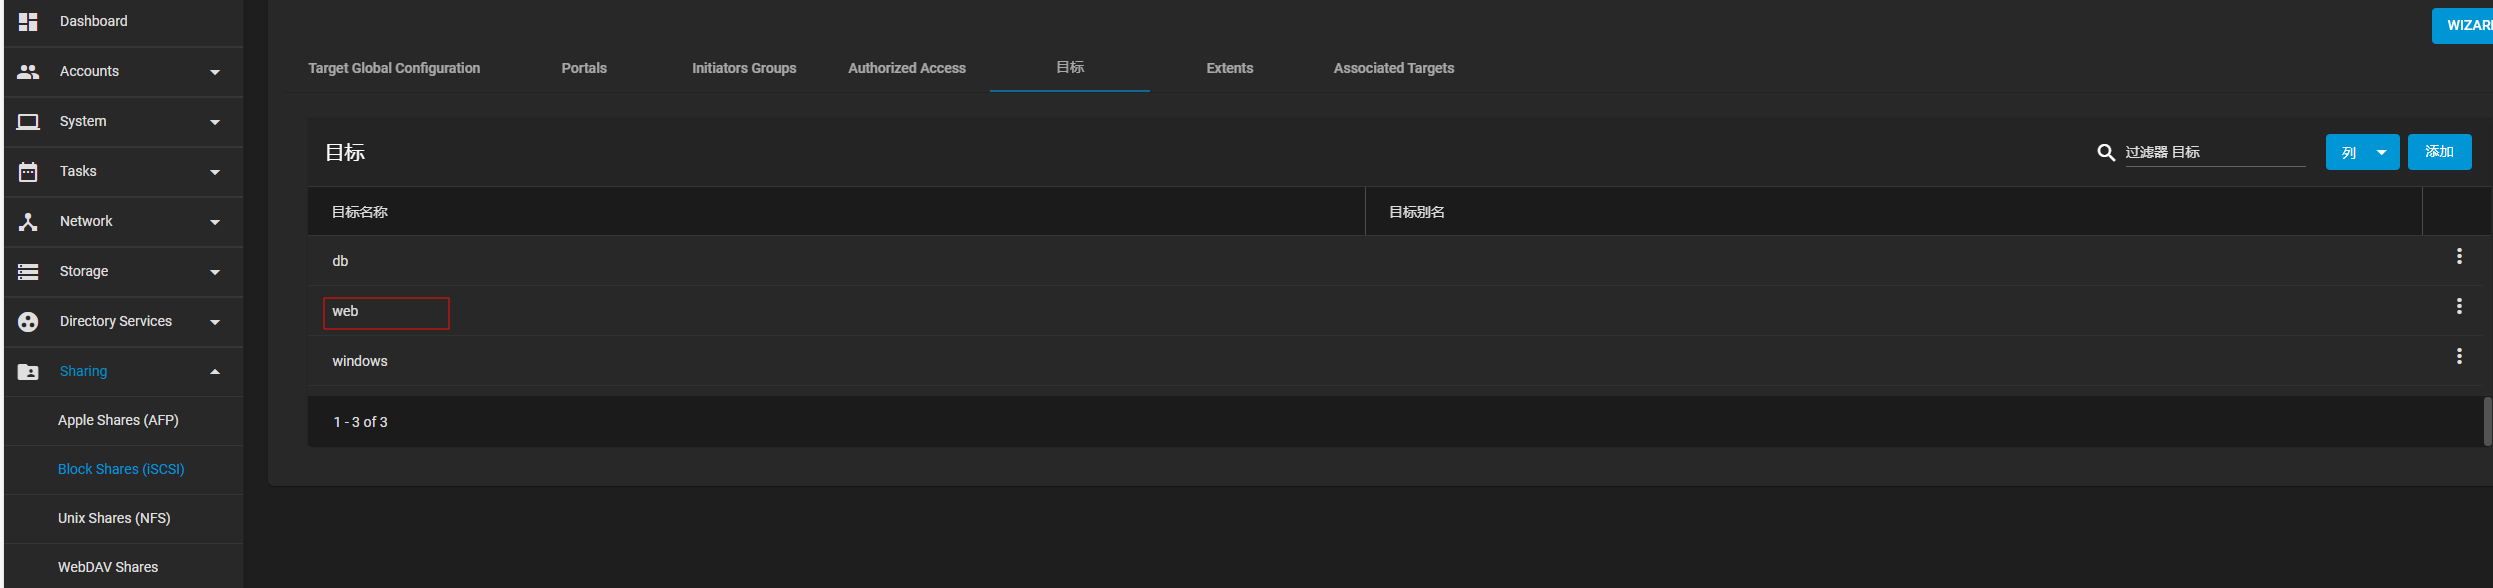 Dashboard
Accounts
System
Tasks
Network
Storage
Directory Services
Sharing
Apple Shares (AFP)
Block Shares (iSCSI)
Unix Shares (NFS)
WebDAV Shares
WIZAR
Target Global Configuration
Portals
Initiators Groups
Authorized Access
目标
Extents
Associated Targets
目标
过滤器 目标
列
添加
目标名称
目标别名
db
web
windows
1 - 3 of 3